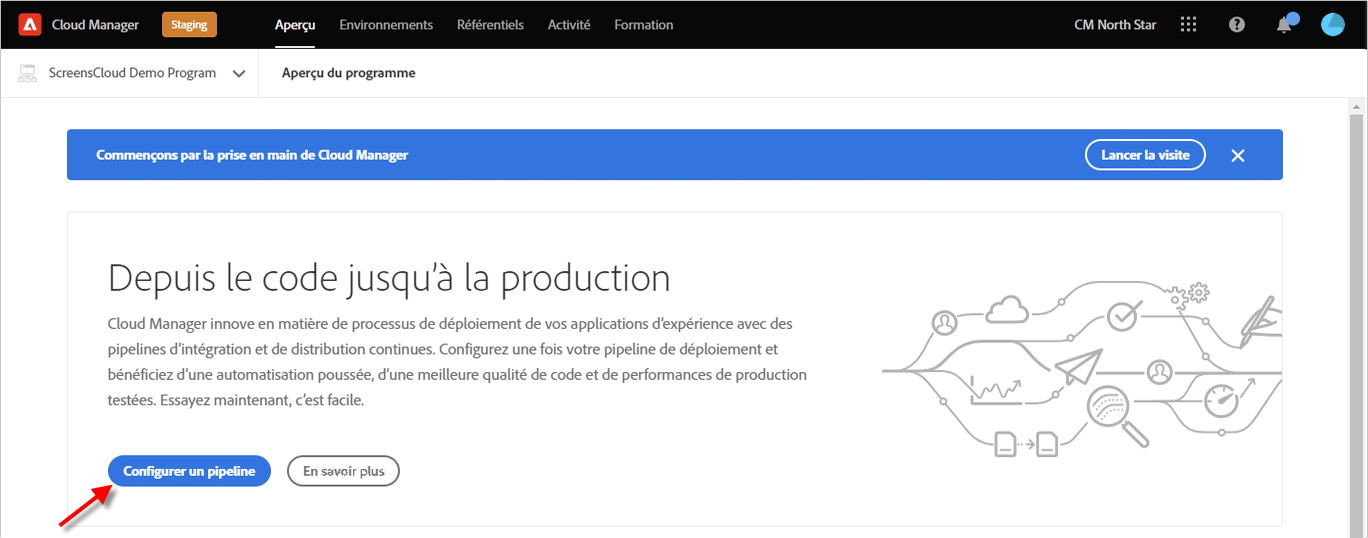 Cloud Manager Staging Aperçu Environnements Référentiels Activité Formation CM North Star
ScreensCloud Demo Program Aperçu du programme
Commençons par la prise en main de Cloud Manager Lancer la visite
Depuis le code jusqu’à la production
Cloud Manager innove en matière de processus de déploiement de vos applications d’expérience avec des
pipelines d’intégration et de distribution continues. Configurez une fois votre pipeline de déploiement et
bénéficiez d’une automatisation poussée, d’une meilleure qualité de code et de performances de production
testées. Essayez maintenant, c’est facile.
Configurer un pipeline En savoir plus